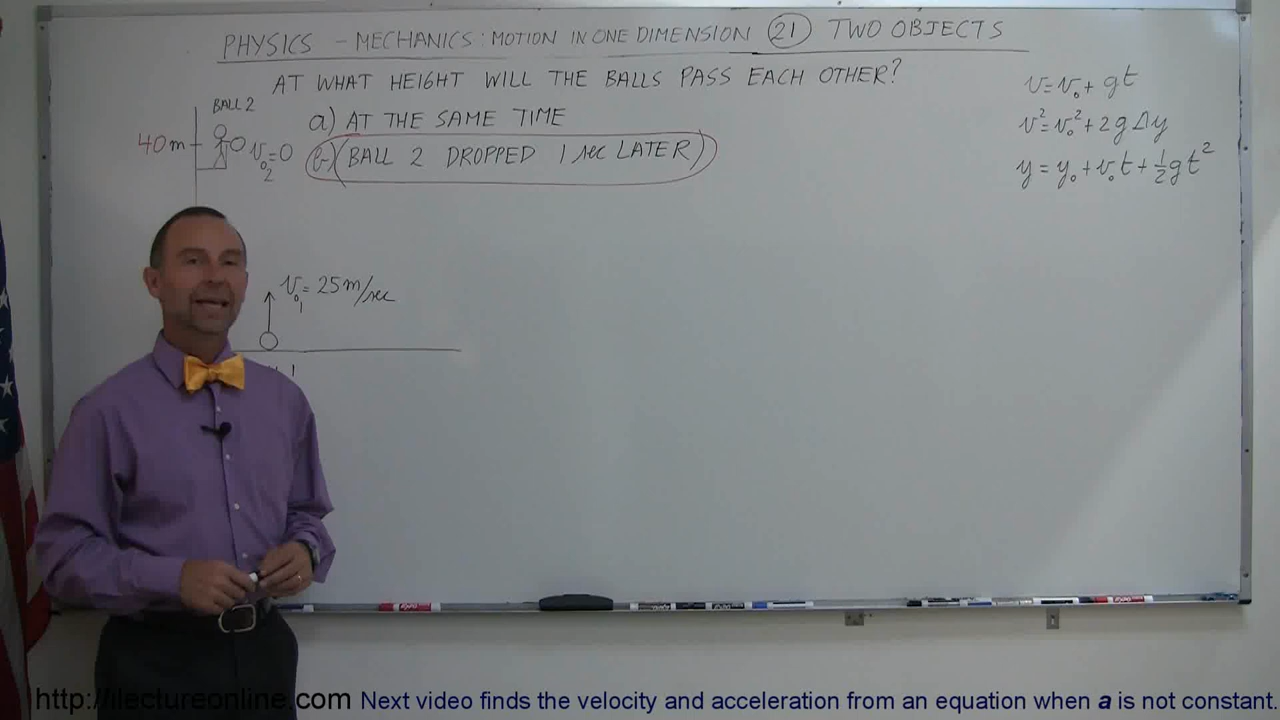 PHYSICS - MECHANICS: MOTION IN ONE DIMENSION 21 TWO OBJECTS
AT WHAT HEIGHT WILL THE BALLS PASS EACH OTHER?
a) AT THE SAME TIME
b) (BALL 2 DROPPED 1 sec LATER)
BALL 2
40 m
v₀₂=0
v₀₁= 25 m/sec
v=v₀+gt
v²=v₀²+2gΔy
y=y₀+v₀t+½gt²
http://ilectureonline.com Next video finds the velocity and acceleration from an equation when a is not constant.